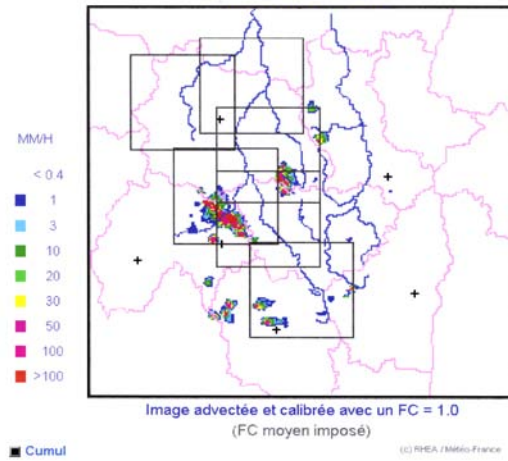 MM/H
< 0.4
1
3
10
20
30
50
100
>100
Image advectée et calibrée avec un FC = 1.0
(FC moyen imposé)
Cumul
(c) RHEA / Météo-France